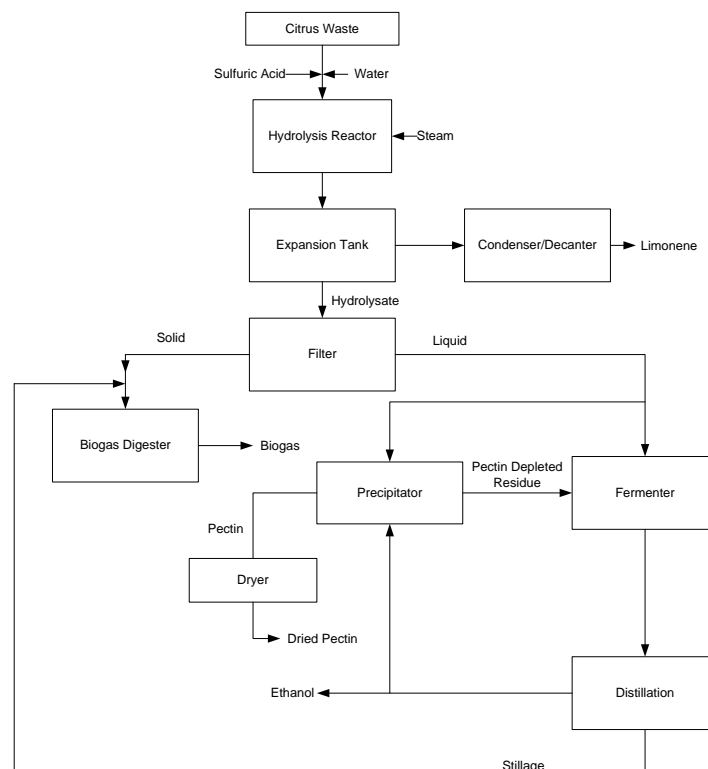 Citrus Waste
Sulfuric Acid
Water
Hydrolysis Reactor
Steam
Expansion Tank
Condenser/Decanter
Limonene
Hydrolysate
Solid
Filter
Liquid
Biogas Digester
Biogas
Precipitator
Pectin Depleted
Residue
Fermenter
Pectin
Dryer
Dried Pectin
Ethanol
Distillation
Stillage